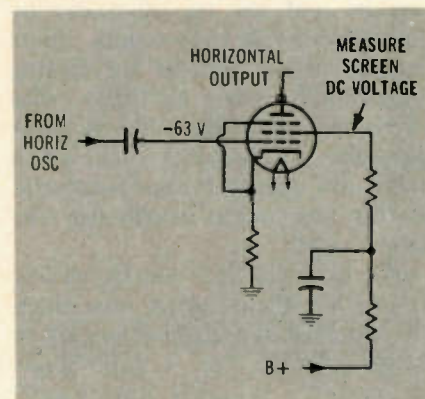 HORIZONTAL
OUTPUT
MEASURE
SCREEN
DC VOLTAGE
FROM
HORIZ
OSC
-63 V
B+